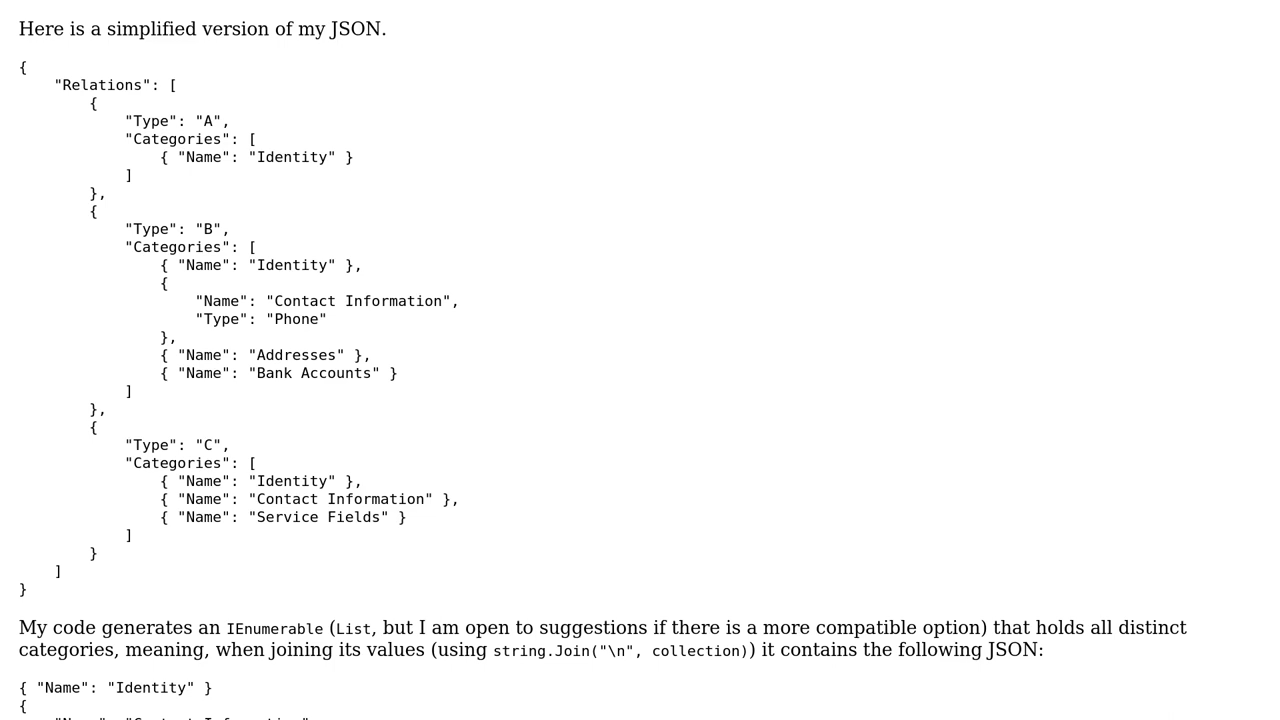 Here is a simplified version of my JSON.
{
    "Relations": [
        {
            "Type": "A",
            "Categories": [
                { "Name": "Identity" }
            ]
        },
        {
            "Type": "B",
            "Categories": [
                { "Name": "Identity" },
                {
                    "Name": "Contact Information",
                    "Type": "Phone"
                },
                { "Name": "Addresses" },
                { "Name": "Bank Accounts" }
            ]
        },
        {
            "Type": "C",
            "Categories": [
                { "Name": "Identity" },
                { "Name": "Contact Information" },
                { "Name": "Service Fields" }
            ]
        }
    ]
}
My code generates an IEnumerable (List, but I am open to suggestions if there is a more compatible option) that holds all distinct
categories, meaning, when joining its values (using string.Join("\n", collection)) it contains the following JSON:
{ "Name": "Identity" }
{